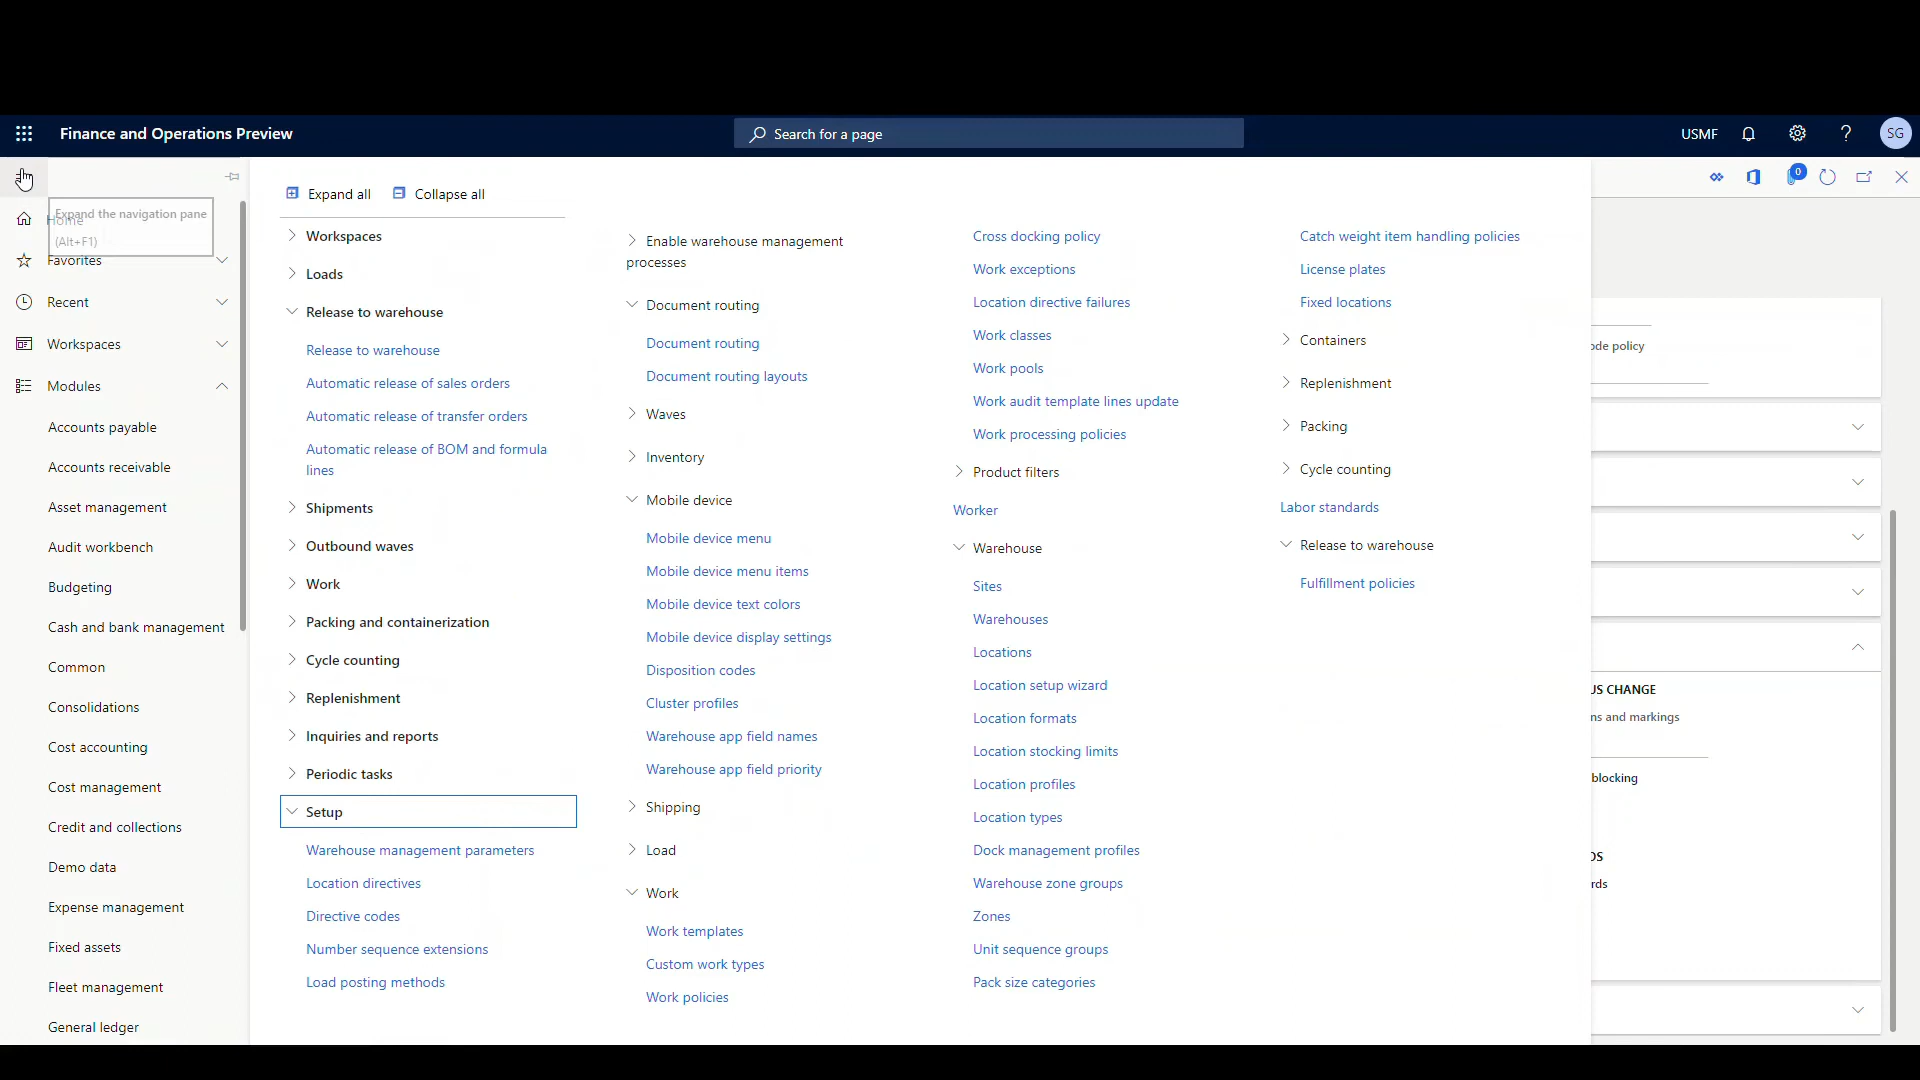 Finance and Operations Preview
Search for a page
USMF
SG
0
Expand the navigation pane
(Alt+F1)
Home
Favorites
Recent
Workspaces
Modules
Accounts payable
Accounts receivable
Asset management
Audit workbench
Budgeting
Cash and bank management
Common
Consolidations
Cost accounting
Cost management
Credit and collections
Demo data
Expense management
Fixed assets
Fleet management
General ledger
Expand all
Collapse all
Workspaces
Loads
Release to warehouse
Release to warehouse
Automatic release of sales orders
Automatic release of transfer orders
Automatic release of BOM and formula
lines
Shipments
Outbound waves
Work
Packing and containerization
Cycle counting
Replenishment
Inquiries and reports
Periodic tasks
Setup
Warehouse management parameters
Location directives
Directive codes
Number sequence extensions
Load posting methods
Enable warehouse management
processes
Document routing
Document routing
Document routing layouts
Waves
Inventory
Mobile device
Mobile device menu
Mobile device menu items
Mobile device text colors
Mobile device display settings
Disposition codes
Cluster profiles
Warehouse app field names
Warehouse app field priority
Shipping
Load
Work
Work templates
Custom work types
Work policies
Cross docking policy
Work exceptions
Location directive failures
Work classes
Work pools
Work audit template lines update
Work processing policies
Product filters
Worker
Warehouse
Sites
Warehouses
Locations
Location setup wizard
Location formats
Location stocking limits
Location profiles
Location types
Dock management profiles
Warehouse zone groups
Zones
Unit sequence groups
Pack size categories
Catch weight item handling policies
License plates
Fixed locations
Containers
Replenishment
Packing
Cycle counting
Labor standards
Release to warehouse
Fulfillment policies
ode policy
US CHANGE
ns and markings
blocking
DS
rds